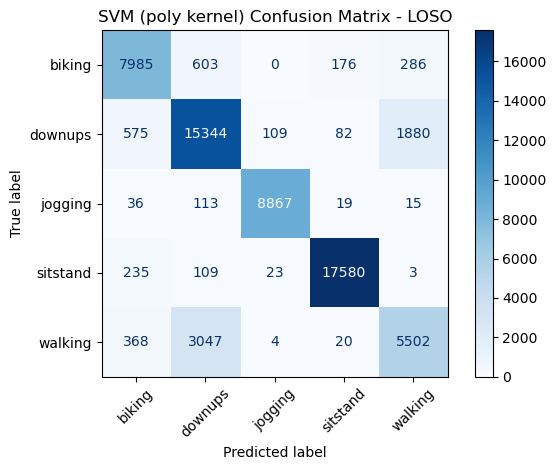 SVM (poly kernel) Confusion Matrix - LOSO
biking 7985 603 0 176 286
downups 575 15344 109 82 1880
jogging 36 113 8867 19 15
sitstand 235 109 23 17580 3
walking 368 3047 4 20 5502
biking downups jogging sitstand walking
True label
Predicted label
16000
14000
12000
10000
8000
6000
4000
2000
0